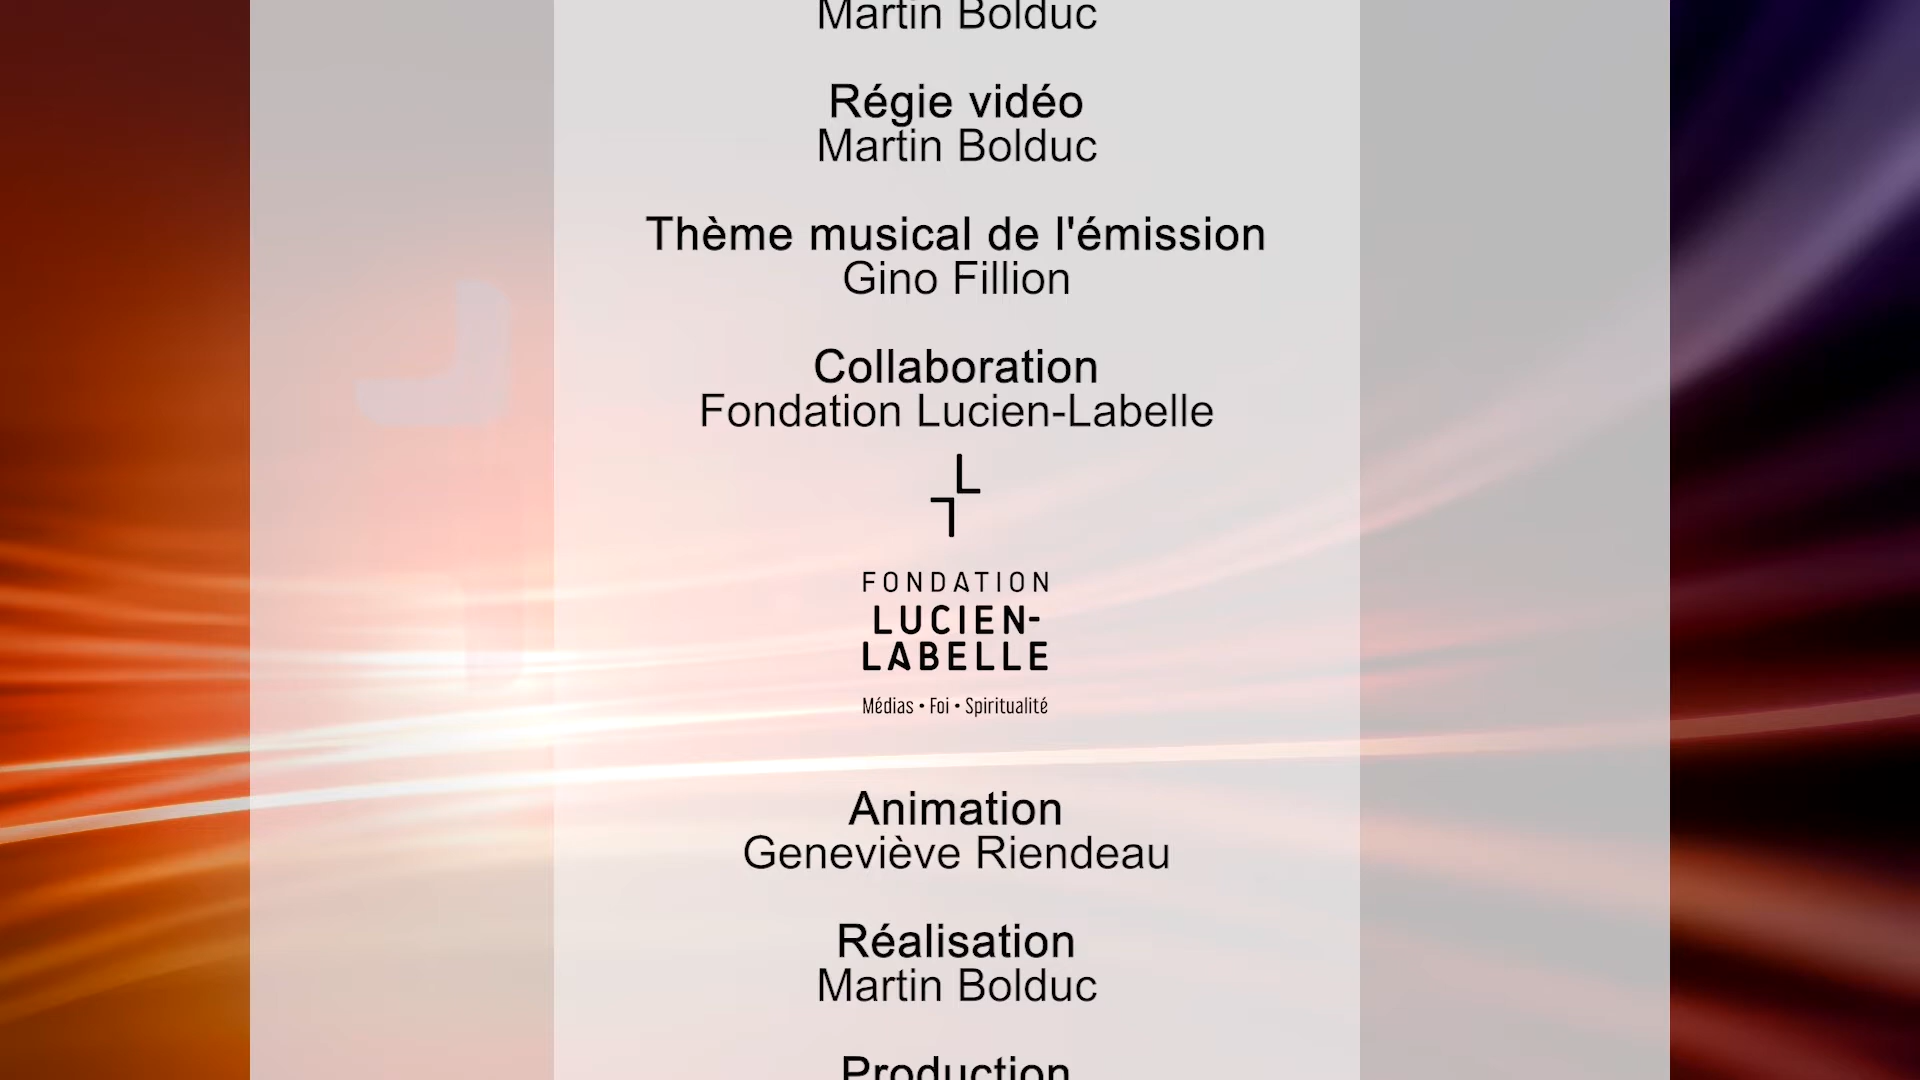 Martin Bolduc
Régie vidéo
Martin Bolduc
Thème musical de l'émission
Gino Fillion
Collaboration
Fondation Lucien-Labelle
FONDATION
LUCIEN-
LABELLE
Médias • Foi • Spiritualité
Animation
Geneviève Riendeau
Réalisation
Martin Bolduc
Production